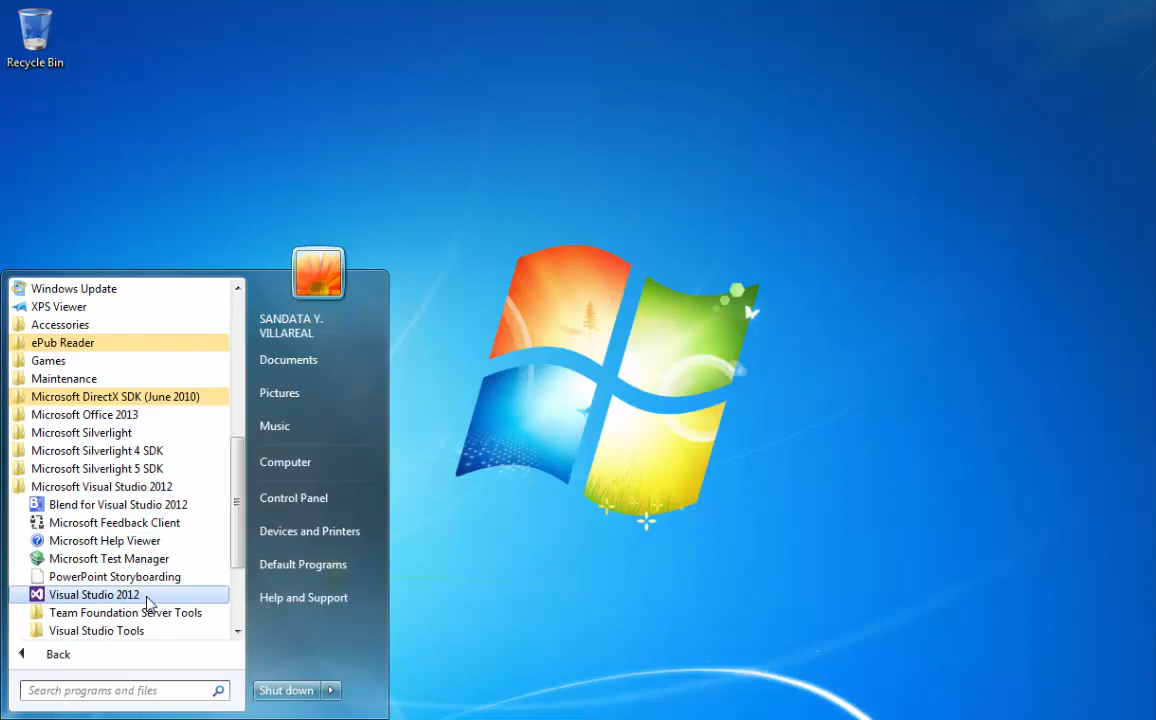 Recycle Bin
Windows Update
XPS Viewer
Accessories
ePub Reader
Games
Maintenance
Microsoft DirectX SDK (June 2010)
Microsoft Office 2013
Microsoft Silverlight
Microsoft Silverlight 4 SDK
Microsoft Silverlight 5 SDK
Microsoft Visual Studio 2012
Blend for Visual Studio 2012
Microsoft Feedback Client
Microsoft Help Viewer
Microsoft Test Manager
PowerPoint Storyboarding
Visual Studio 2012
Team Foundation Server Tools
Visual Studio Tools
Back
Search programs and files
SANDATA Y.
VILLAREAL
Documents
Pictures
Music
Computer
Control Panel
Devices and Printers
Default Programs
Help and Support
Shut down